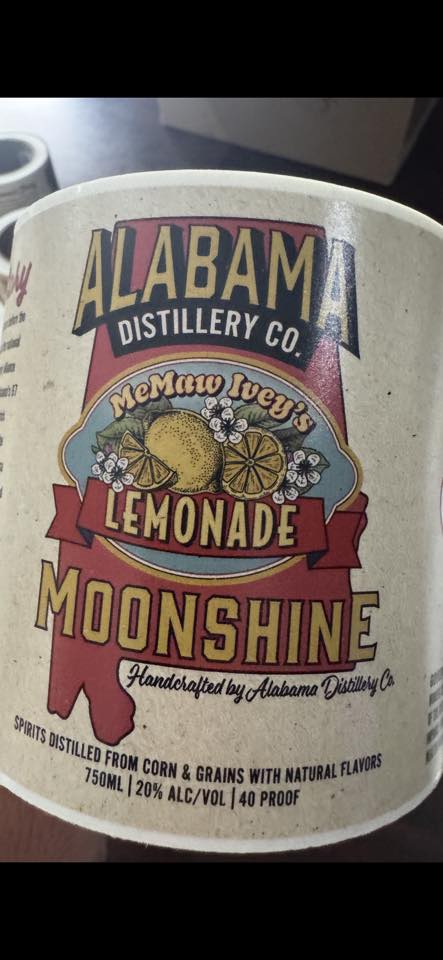 ALABAMA
DISTILLERY CO.
MeMaw Ivey's
LEMONADE
MOONSHINE
Handcrafted by Alabama Distillery Co.
SPIRITS DISTILLED FROM CORN & GRAINS WITH NATURAL FLAVORS
750ML | 20% ALC/VOL | 40 PROOF